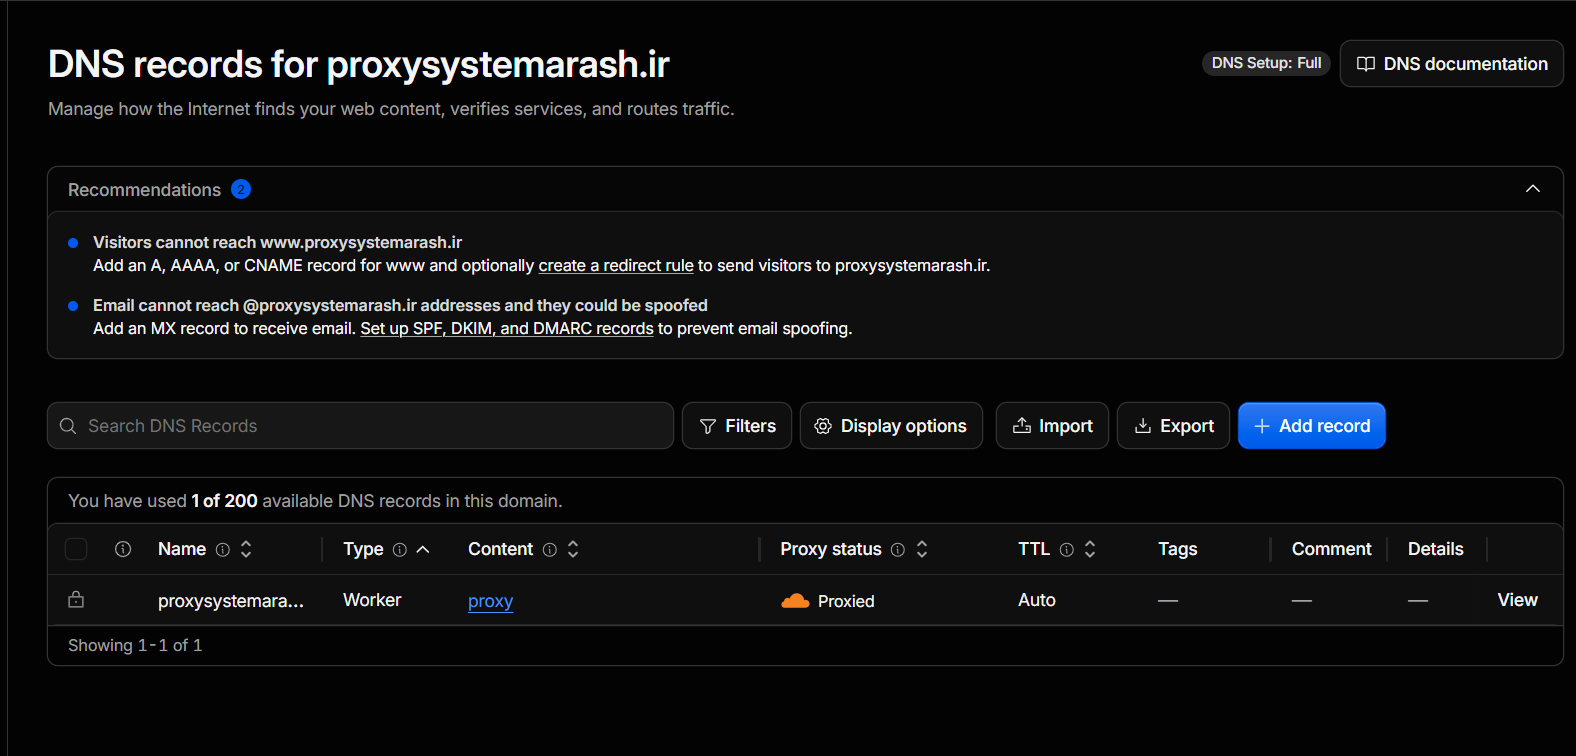 DNS records for proxysystemarash.ir
DNS Setup: Full
DNS documentation
Manage how the Internet finds your web content, verifies services, and routes traffic.
Recommendations 2
Visitors cannot reach www.proxysystemarash.ir
Add an A, AAAA, or CNAME record for www and optionally create a redirect rule to send visitors to proxysystemarash.ir.
Email cannot reach @proxysystemarash.ir addresses and they could be spoofed
Add an MX record to receive email. Set up SPF, DKIM, and DMARC records to prevent email spoofing.
Search DNS Records Filters Display options Import Export + Add record
You have used 1 of 200 available DNS records in this domain.
Name Type Content Proxy status TTL Tags Comment Details
proxysystemara... Worker proxy Proxied Auto — — — View
Showing 1-1 of 1